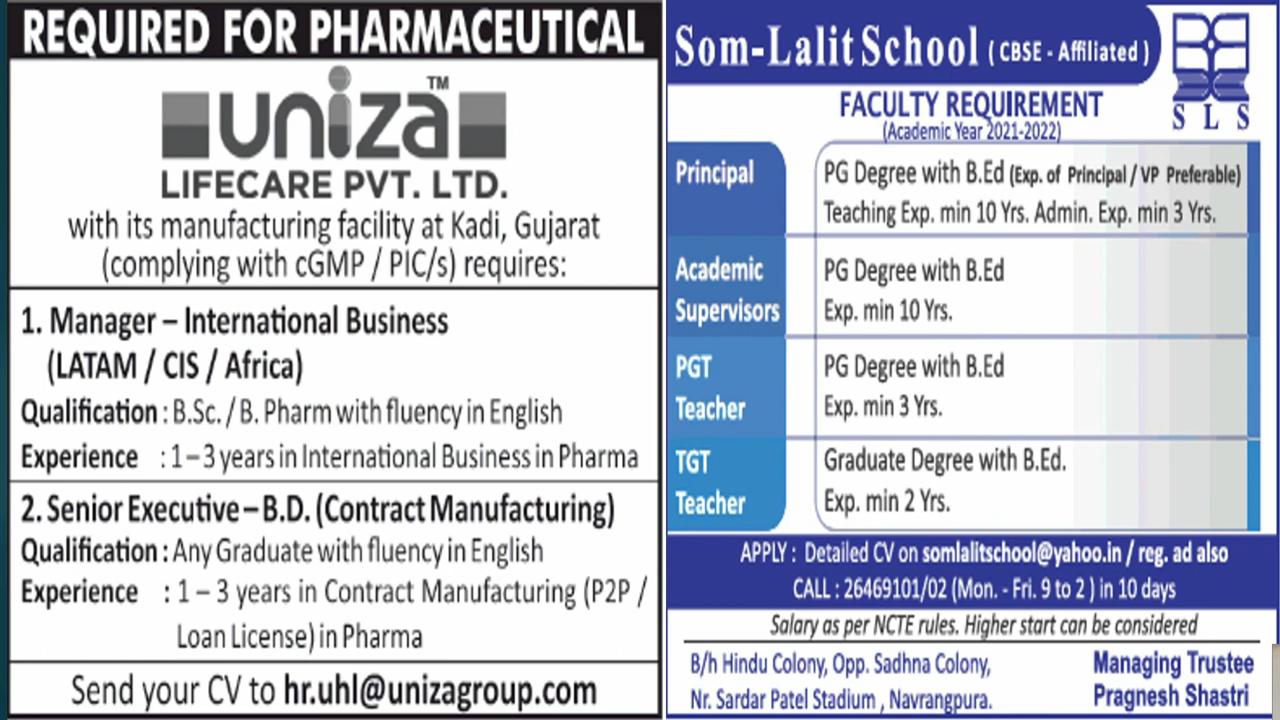 REQUIRED FOR PHARMACEUTICAL
uniza™
LIFECARE PVT. LTD.
with its manufacturing facility at Kadi, Gujarat
(complying with cGMP / PIC/s) requires:
1. Manager – International Business
(LATAM / CIS / Africa)
Qualification : B.Sc. / B. Pharm with fluency in English
Experience : 1–3 years in International Business in Pharma
2. Senior Executive – B.D. (Contract Manufacturing)
Qualification : Any Graduate with fluency in English
Experience : 1 – 3 years in Contract Manufacturing (P2P /
Loan License) in Pharma
Send your CV to hr.uhl@unizagroup.com
Som-Lalit School ( CBSE - Affiliated )
S L S
FACULTY REQUIREMENT
(Academic Year 2021-2022)
Principal
PG Degree with B.Ed (Exp. of Principal / VP Preferable)
Teaching Exp. min 10 Yrs. Admin. Exp. min 3 Yrs.
Academic
Supervisors
PG Degree with B.Ed
Exp. min 10 Yrs.
PGT
Teacher
PG Degree with B.Ed
Exp. min 3 Yrs.
TGT
Teacher
Graduate Degree with B.Ed.
Exp. min 2 Yrs.
APPLY : Detailed CV on somlalitschool@yahoo.in / reg. ad also
CALL : 26469101/02 (Mon. - Fri. 9 to 2 ) in 10 days
Salary as per NCTE rules. Higher start can be considered
B/h Hindu Colony, Opp. Sadhna Colony,
Nr. Sardar Patel Stadium , Navrangpura.
Managing Trustee
Pragnesh Shastri